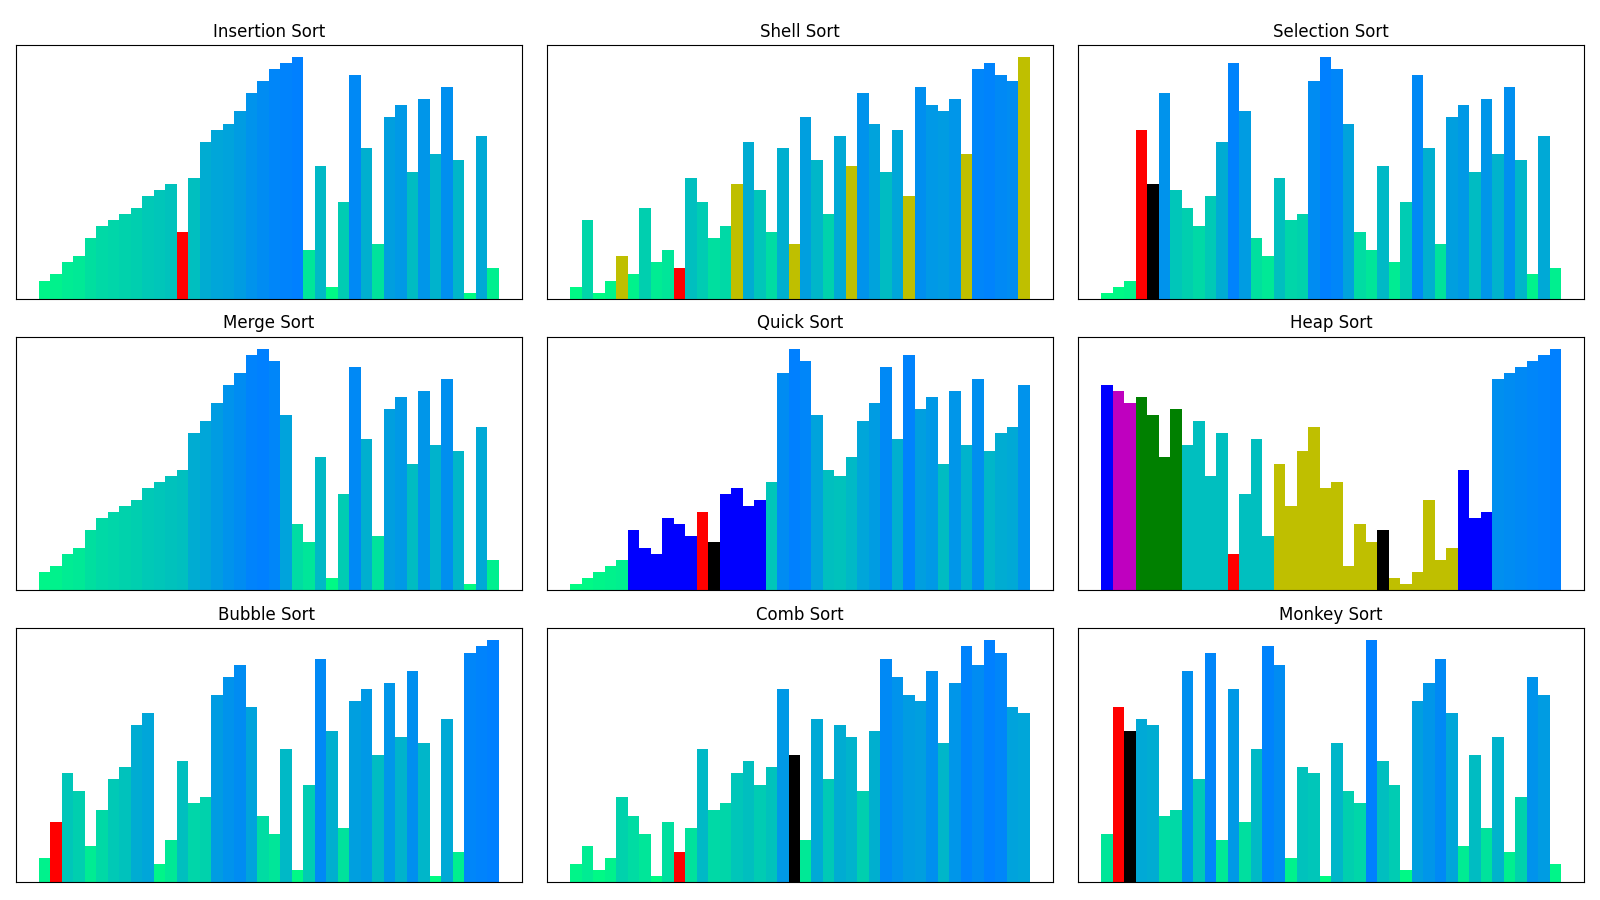 Insertion Sort
Shell Sort
Selection Sort
Merge Sort
Quick Sort
Heap Sort
Bubble Sort
Comb Sort
Monkey Sort